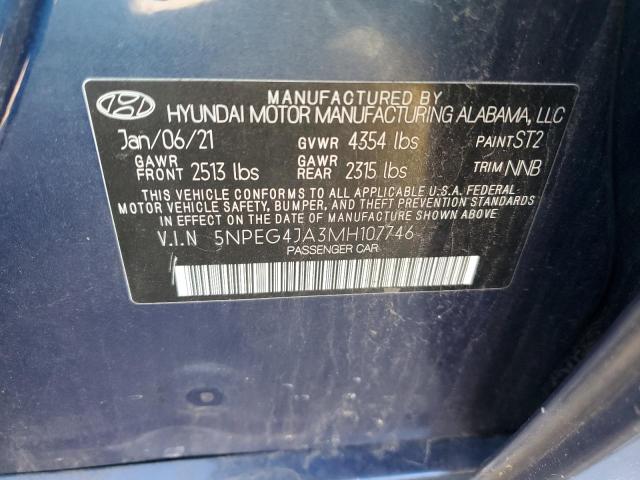 MANUFACTURED BY
HYUNDAI MOTOR MANUFACTURING ALABAMA, LLC
Jan/06/21 GVWR 4354 lbs PAINT ST2
GAWR FRONT 2513 lbs GAWR REAR 2315 lbs TRIM NNB
THIS VEHICLE CONFORMS TO ALL APPLICABLE U.S.A. FEDERAL
MOTOR VEHICLE SAFETY, BUMPER, AND THEFT PREVENTION STANDARDS
IN EFFECT ON THE DATE OF MANUFACTURE SHOWN ABOVE.
V.I.N 5NPEG4JA3MH107746
PASSENGER CAR